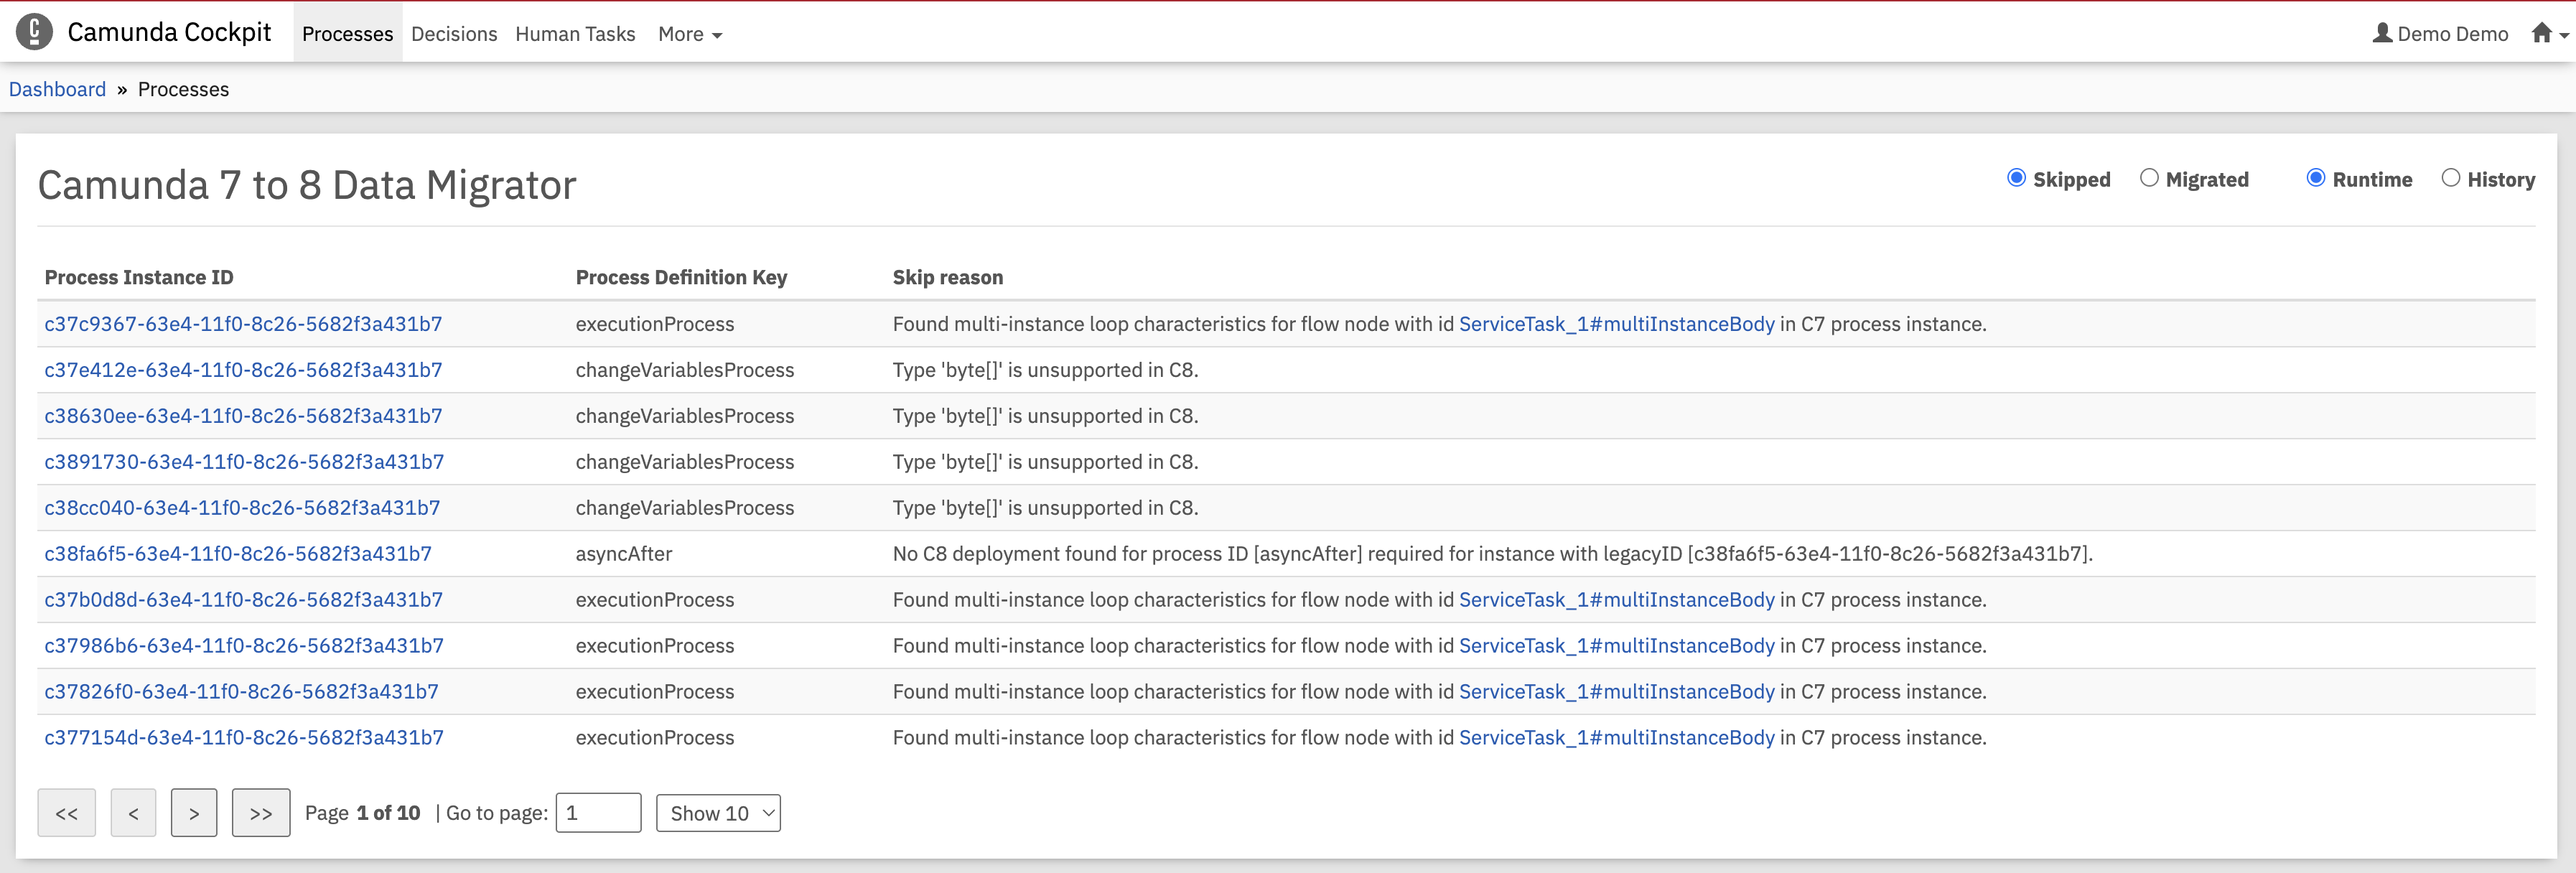 Camunda Cockpit Processes Decisions Human Tasks More Demo Demo
Dashboard » Processes
Camunda 7 to 8 Data Migrator Skipped Migrated Runtime History
Process Instance ID Process Definition Key Skip reason
c37c9367-63e4-11f0-8c26-5682f3a431b7 executionProcess Found multi-instance loop characteristics for flow node with id ServiceTask_1#multiInstanceBody in C7 process instance.
c37e412e-63e4-11f0-8c26-5682f3a431b7 changeVariablesProcess Type 'byte[]' is unsupported in C8.
c38630ee-63e4-11f0-8c26-5682f3a431b7 changeVariablesProcess Type 'byte[]' is unsupported in C8.
c3891730-63e4-11f0-8c26-5682f3a431b7 changeVariablesProcess Type 'byte[]' is unsupported in C8.
c38cc040-63e4-11f0-8c26-5682f3a431b7 changeVariablesProcess Type 'byte[]' is unsupported in C8.
c38fa6f5-63e4-11f0-8c26-5682f3a431b7 asyncAfter No C8 deployment found for process ID [asyncAfter] required for instance with legacyID [c38fa6f5-63e4-11f0-8c26-5682f3a431b7].
c37b0d8d-63e4-11f0-8c26-5682f3a431b7 executionProcess Found multi-instance loop characteristics for flow node with id ServiceTask_1#multiInstanceBody in C7 process instance.
c37986b6-63e4-11f0-8c26-5682f3a431b7 executionProcess Found multi-instance loop characteristics for flow node with id ServiceTask_1#multiInstanceBody in C7 process instance.
c37826f0-63e4-11f0-8c26-5682f3a431b7 executionProcess Found multi-instance loop characteristics for flow node with id ServiceTask_1#multiInstanceBody in C7 process instance.
c377154d-63e4-11f0-8c26-5682f3a431b7 executionProcess Found multi-instance loop characteristics for flow node with id ServiceTask_1#multiInstanceBody in C7 process instance.
<< < > >> Page 1 of 10 | Go to page: 1 Show 10